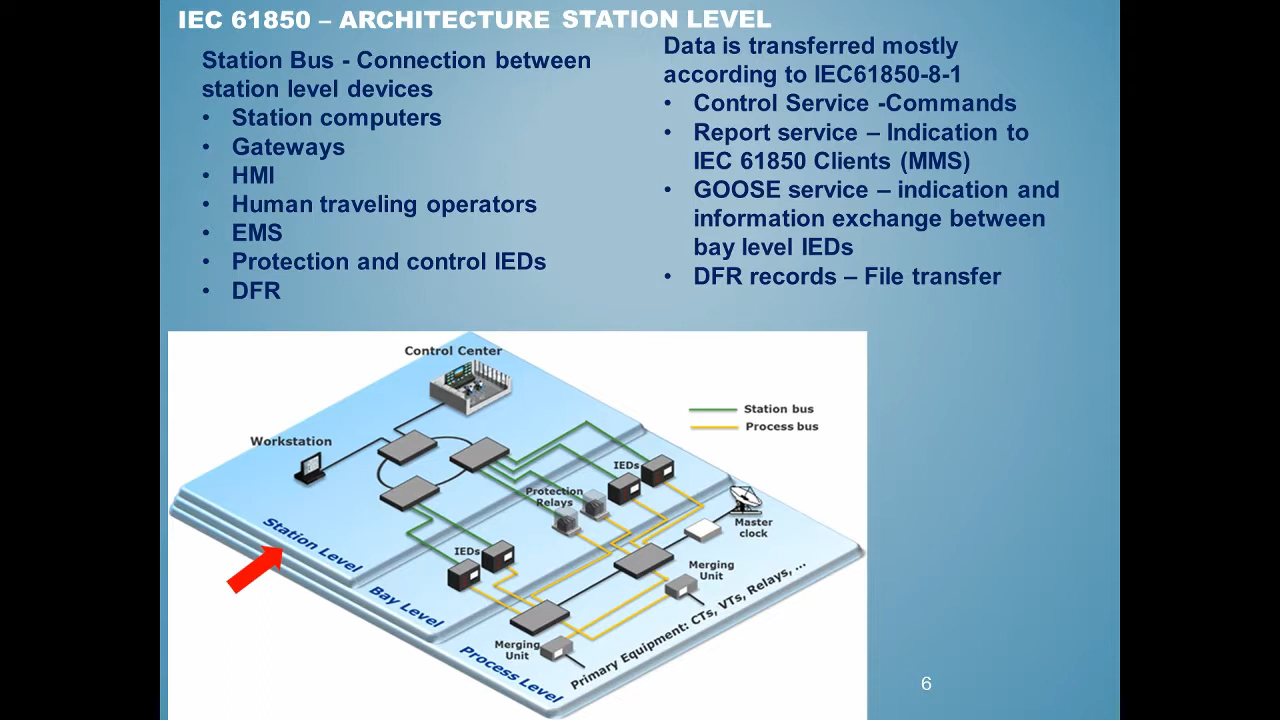 IEC 61850 – ARCHITECTURE STATION LEVEL
Station Bus - Connection between
station level devices
• Station computers
• Gateways
• HMI
• Human traveling operators
• EMS
• Protection and control IEDs
• DFR
Data is transferred mostly
according to IEC61850-8-1
• Control Service -Commands
• Report service – Indication to
IEC 61850 Clients (MMS)
• GOOSE service – indication and
information exchange between
bay level IEDs
• DFR records – File transfer
Control Center
Station bus
Process bus
Workstation
IEDs
Protection
Relays
Master
clock
IEDs
Merging
Unit
Station Level
Bay Level
Process Level
Merging
Unit
Primary Equipment: CTs, VTs, Relays, ...
6